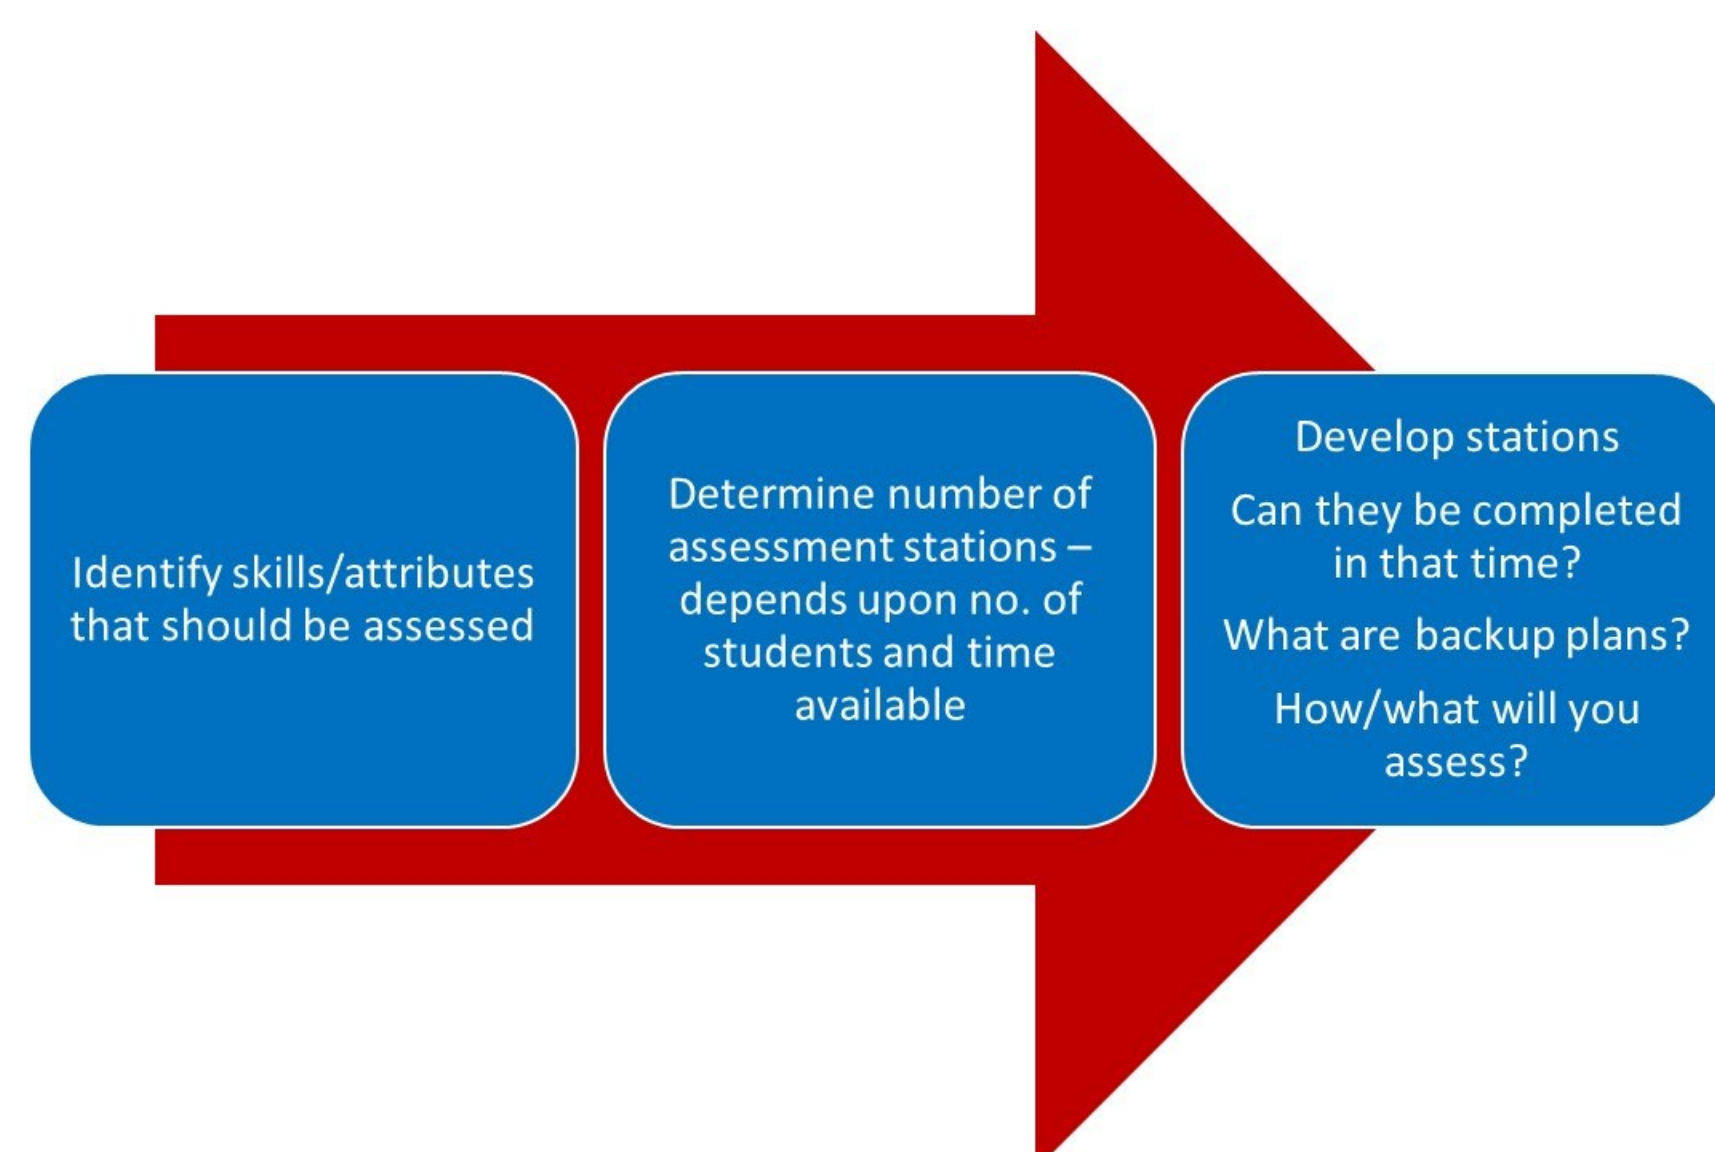 Identify skills/attributes
that should be assessed
Determine number of
assessment stations –
depends upon no. of
students and time
available
Develop stations
Can they be completed
in that time?
What are backup plans?
How/what will you
assess?